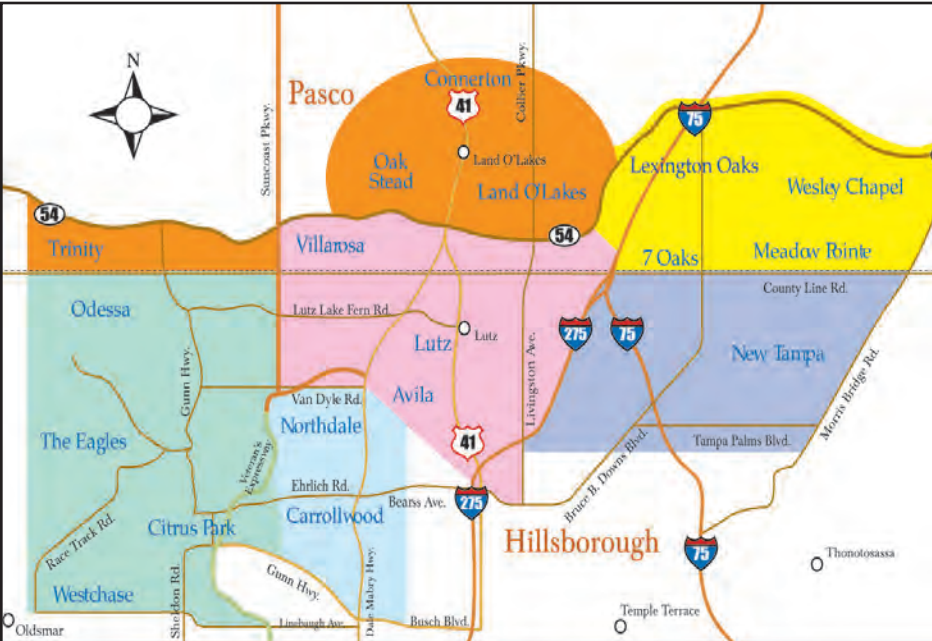 N
Pasco
Suncoast Pkwy.
Connerton
41
Collier Pkwy.
75
Land O'Lakes
Oak
Stead
Land O'Lakes
Lexington Oaks
Wesley Chapel
54
Trinity
Villarosa
54
7 Oaks
Meadow Pointe
County Line Rd.
Odessa
Lutz Lake Fern Rd.
Lutz
Lutz
275
75
New Tampa
Gunn Hwy.
Livingston Ave.
Morris Bridge Rd.
Van Dyle Rd.
Avila
Northdale
The Eagles
41
Tampa Palms Blvd.
Veteran's
Expressway
Ehrlich Rd.
Bearss Ave.
275
Bruce B. Downs Blvd.
Citrus Park
Carrollwood
Race Track Rd.
Hillsborough
75
Thonotosassa
Gunn Hwy.
Westchase
Sheldon Rd.
Dale Mabry Hwy.
Oldsmar
Linebaugh Ave.
Busch Blvd.
Temple Terrace